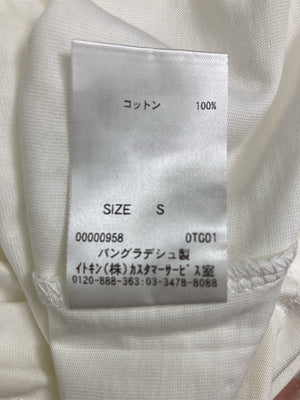 コットン 100%
SIZE S
00000958 0TG01
バングラデシュ製
イトキン(株)カスタマーサービス室
0120-888-363:03-3478-8088